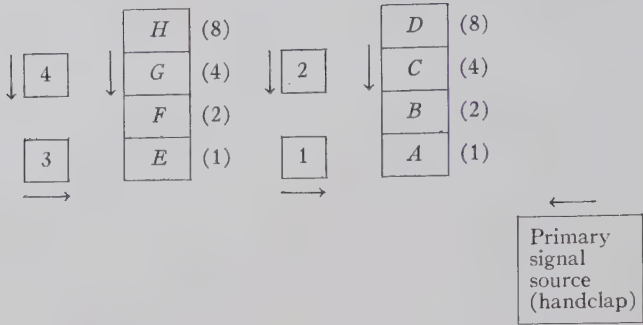 H (8) D (8)
4 G (4) 2 C (4)
F (2) B (2)
3 E (1) 1 A (1)
Primary
signal
source
(handclap)